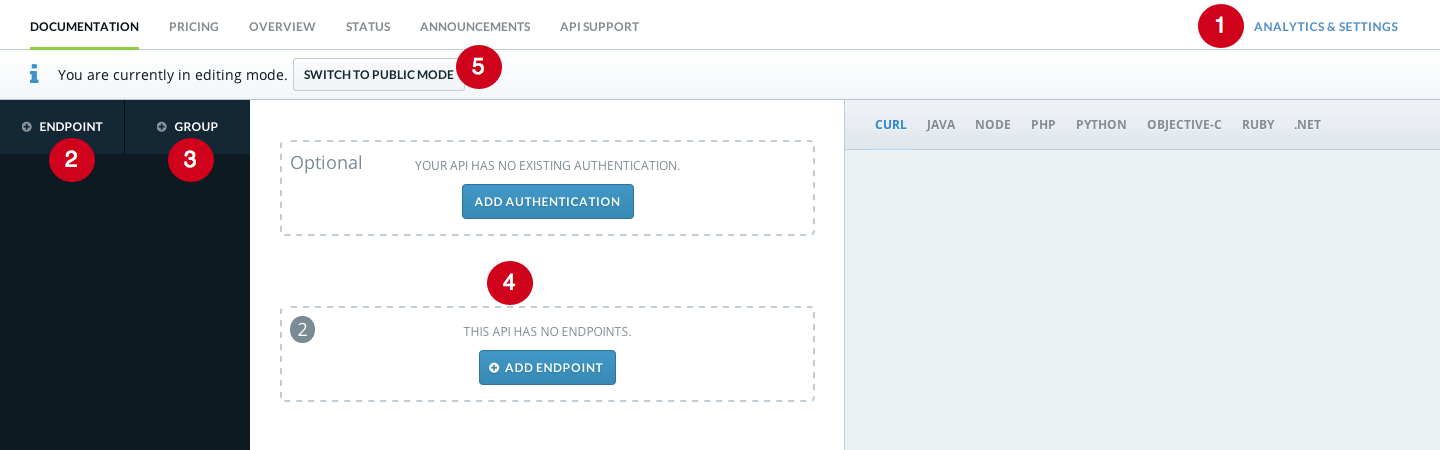 DOCUMENTATION PRICING OVERVIEW STATUS ANNOUNCEMENTS API SUPPORT 1 ANALYTICS & SETTINGS
You are currently in editing mode. SWITCH TO PUBLIC MODE 5
ENDPOINT GROUP
2 3
Optional YOUR API HAS NO EXISTING AUTHENTICATION.
ADD AUTHENTICATION
4
2 THIS API HAS NO ENDPOINTS.
ADD ENDPOINT
CURL JAVA NODE PHP PYTHON OBJECTIVE-C RUBY .NET